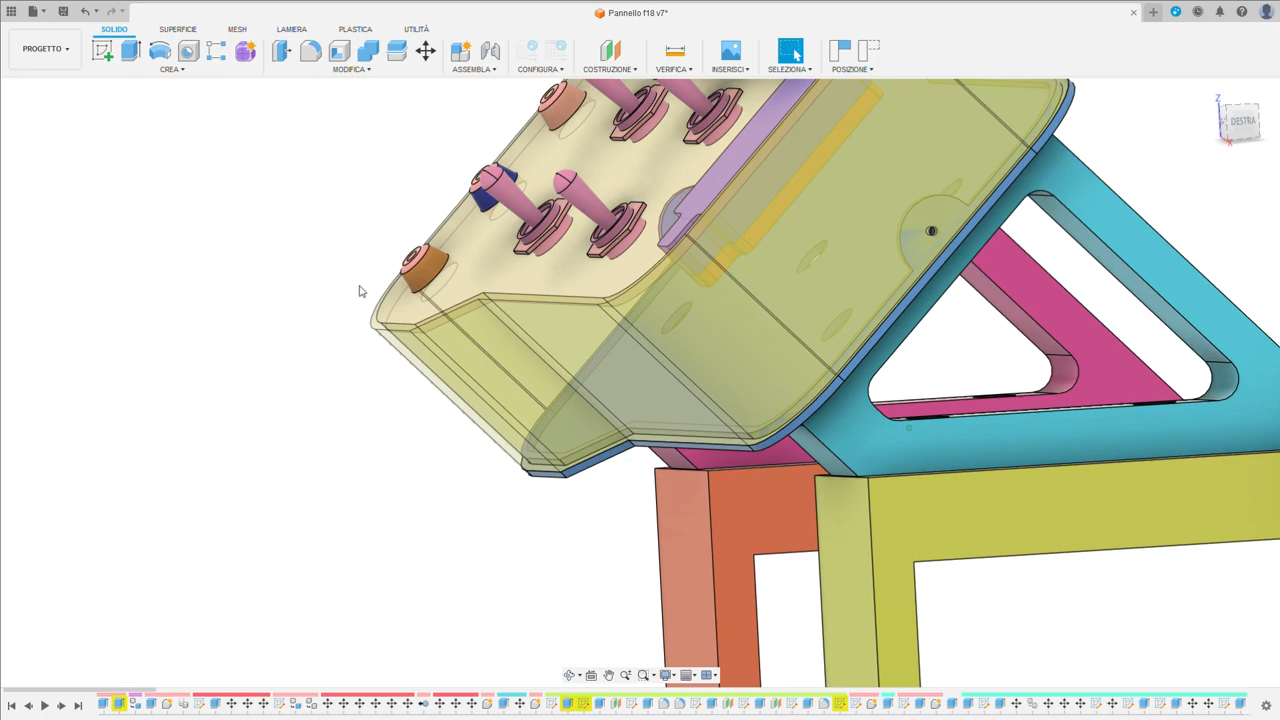 Pannello f18 v7*
SOLIDO SUPERFICIE MESH LAMIERA PLASTICA UTILITÀ
PROGETTO
CREA MODIFICA ASSEMBLA CONFIGURA COSTRUZIONE VERIFICA INSERISCI SELEZIONA POSIZIONE
Z
DESTRA
X